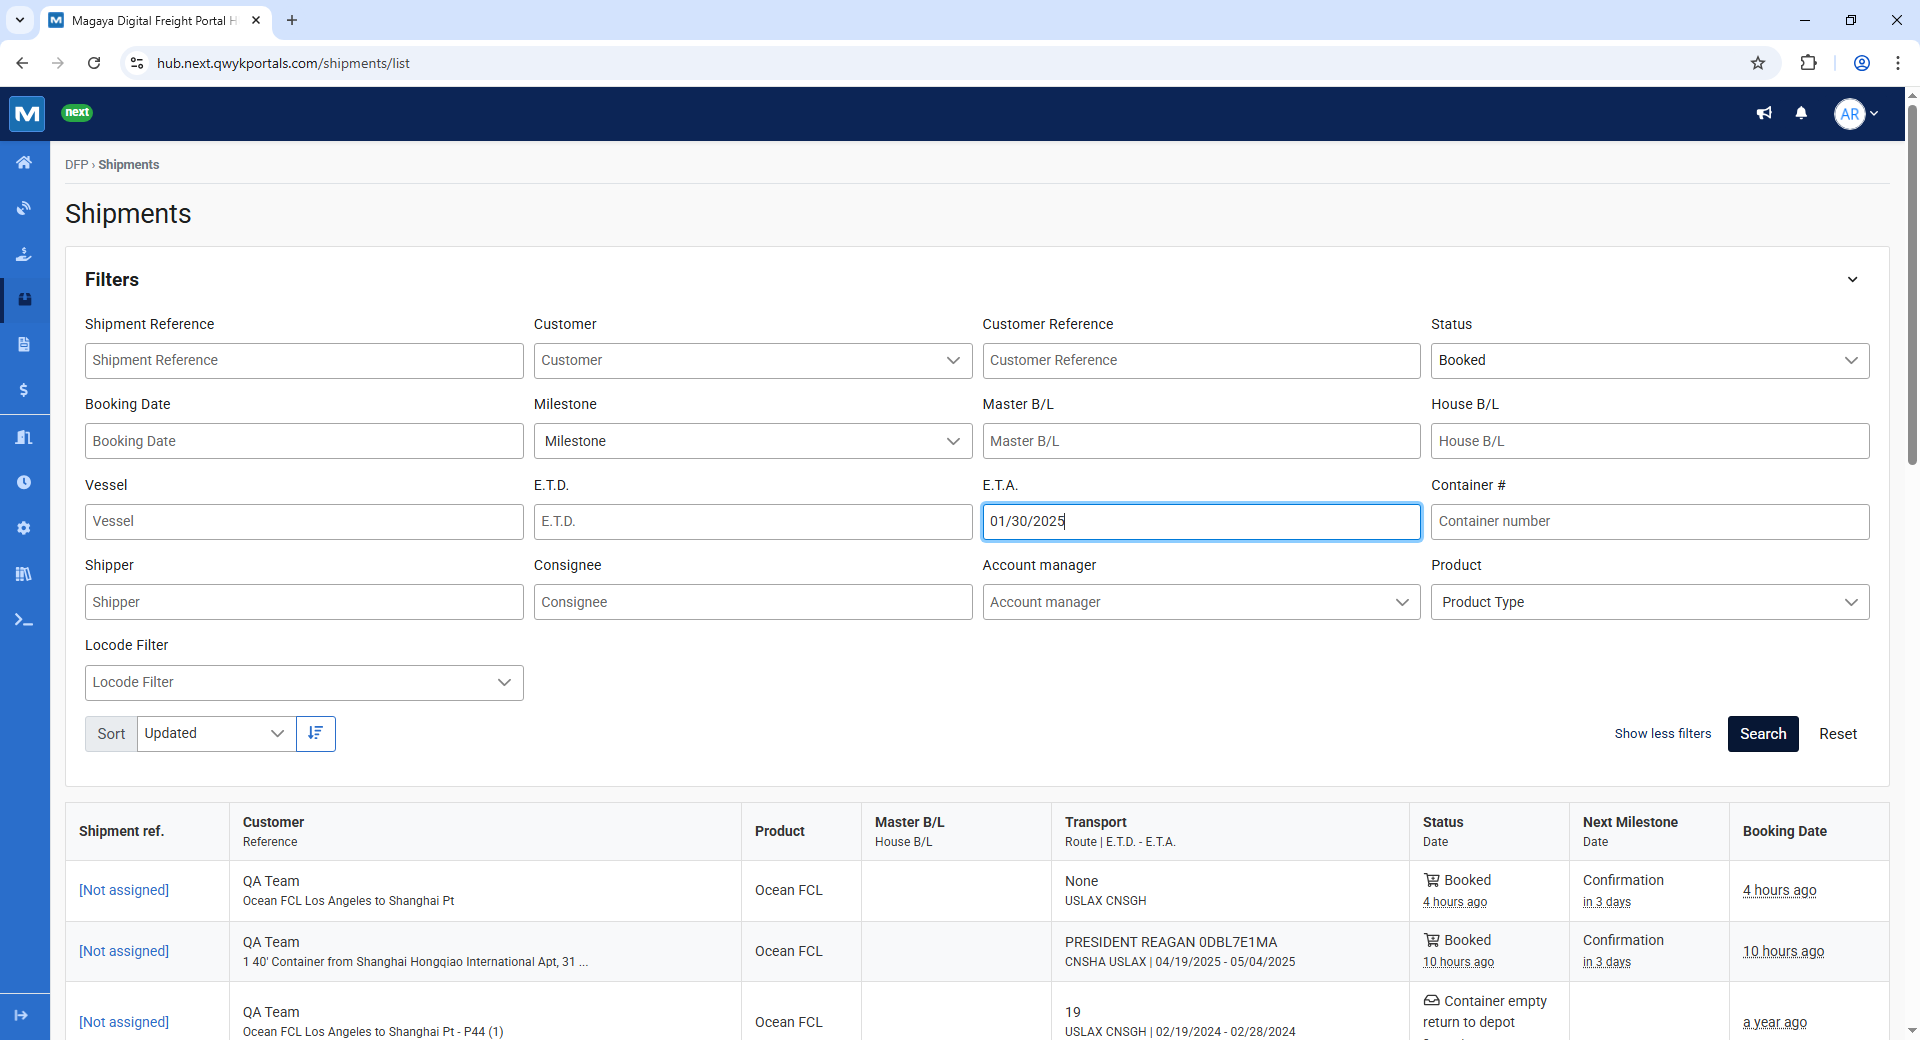 Magaya Digital Freight Portal H
hub.next.qwykportals.com/shipments/list
next
AR
DFP › Shipments
Shipments
Filters
Shipment Reference
Customer
Customer Reference
Status
Shipment Reference
Customer
Customer Reference
Booked
Booking Date
Milestone
Master B/L
House B/L
Booking Date
Milestone
Master B/L
House B/L
Vessel
E.T.D.
E.T.A.
Container #
Vessel
E.T.D.
01/30/2025
Container number
Shipper
Consignee
Account manager
Product
Shipper
Consignee
Account manager
Product Type
Locode Filter
Locode Filter
Sort
Updated
Show less filters
Search
Reset
Shipment ref.
Customer
Reference
Product
Master B/L
House B/L
Transport
Route | E.T.D. - E.T.A.
Status
Date
Next Milestone
Date
Booking Date
[Not assigned]
QA Team
Ocean FCL Los Angeles to Shanghai Pt
Ocean FCL
None
USLAX CNSGH
Booked
4 hours ago
Confirmation
in 3 days
4 hours ago
[Not assigned]
QA Team
1 40' Container from Shanghai Hongqiao International Apt, 31 ...
Ocean FCL
PRESIDENT REAGAN 0DBL7E1MA
CNSHA USLAX | 04/19/2025 - 05/04/2025
Booked
10 hours ago
Confirmation
in 3 days
10 hours ago
[Not assigned]
QA Team
Ocean FCL Los Angeles to Shanghai Pt - P44 (1)
Ocean FCL
19
USLAX CNSGH | 02/19/2024 - 02/28/2024
Container empty
return to depot
a year ago